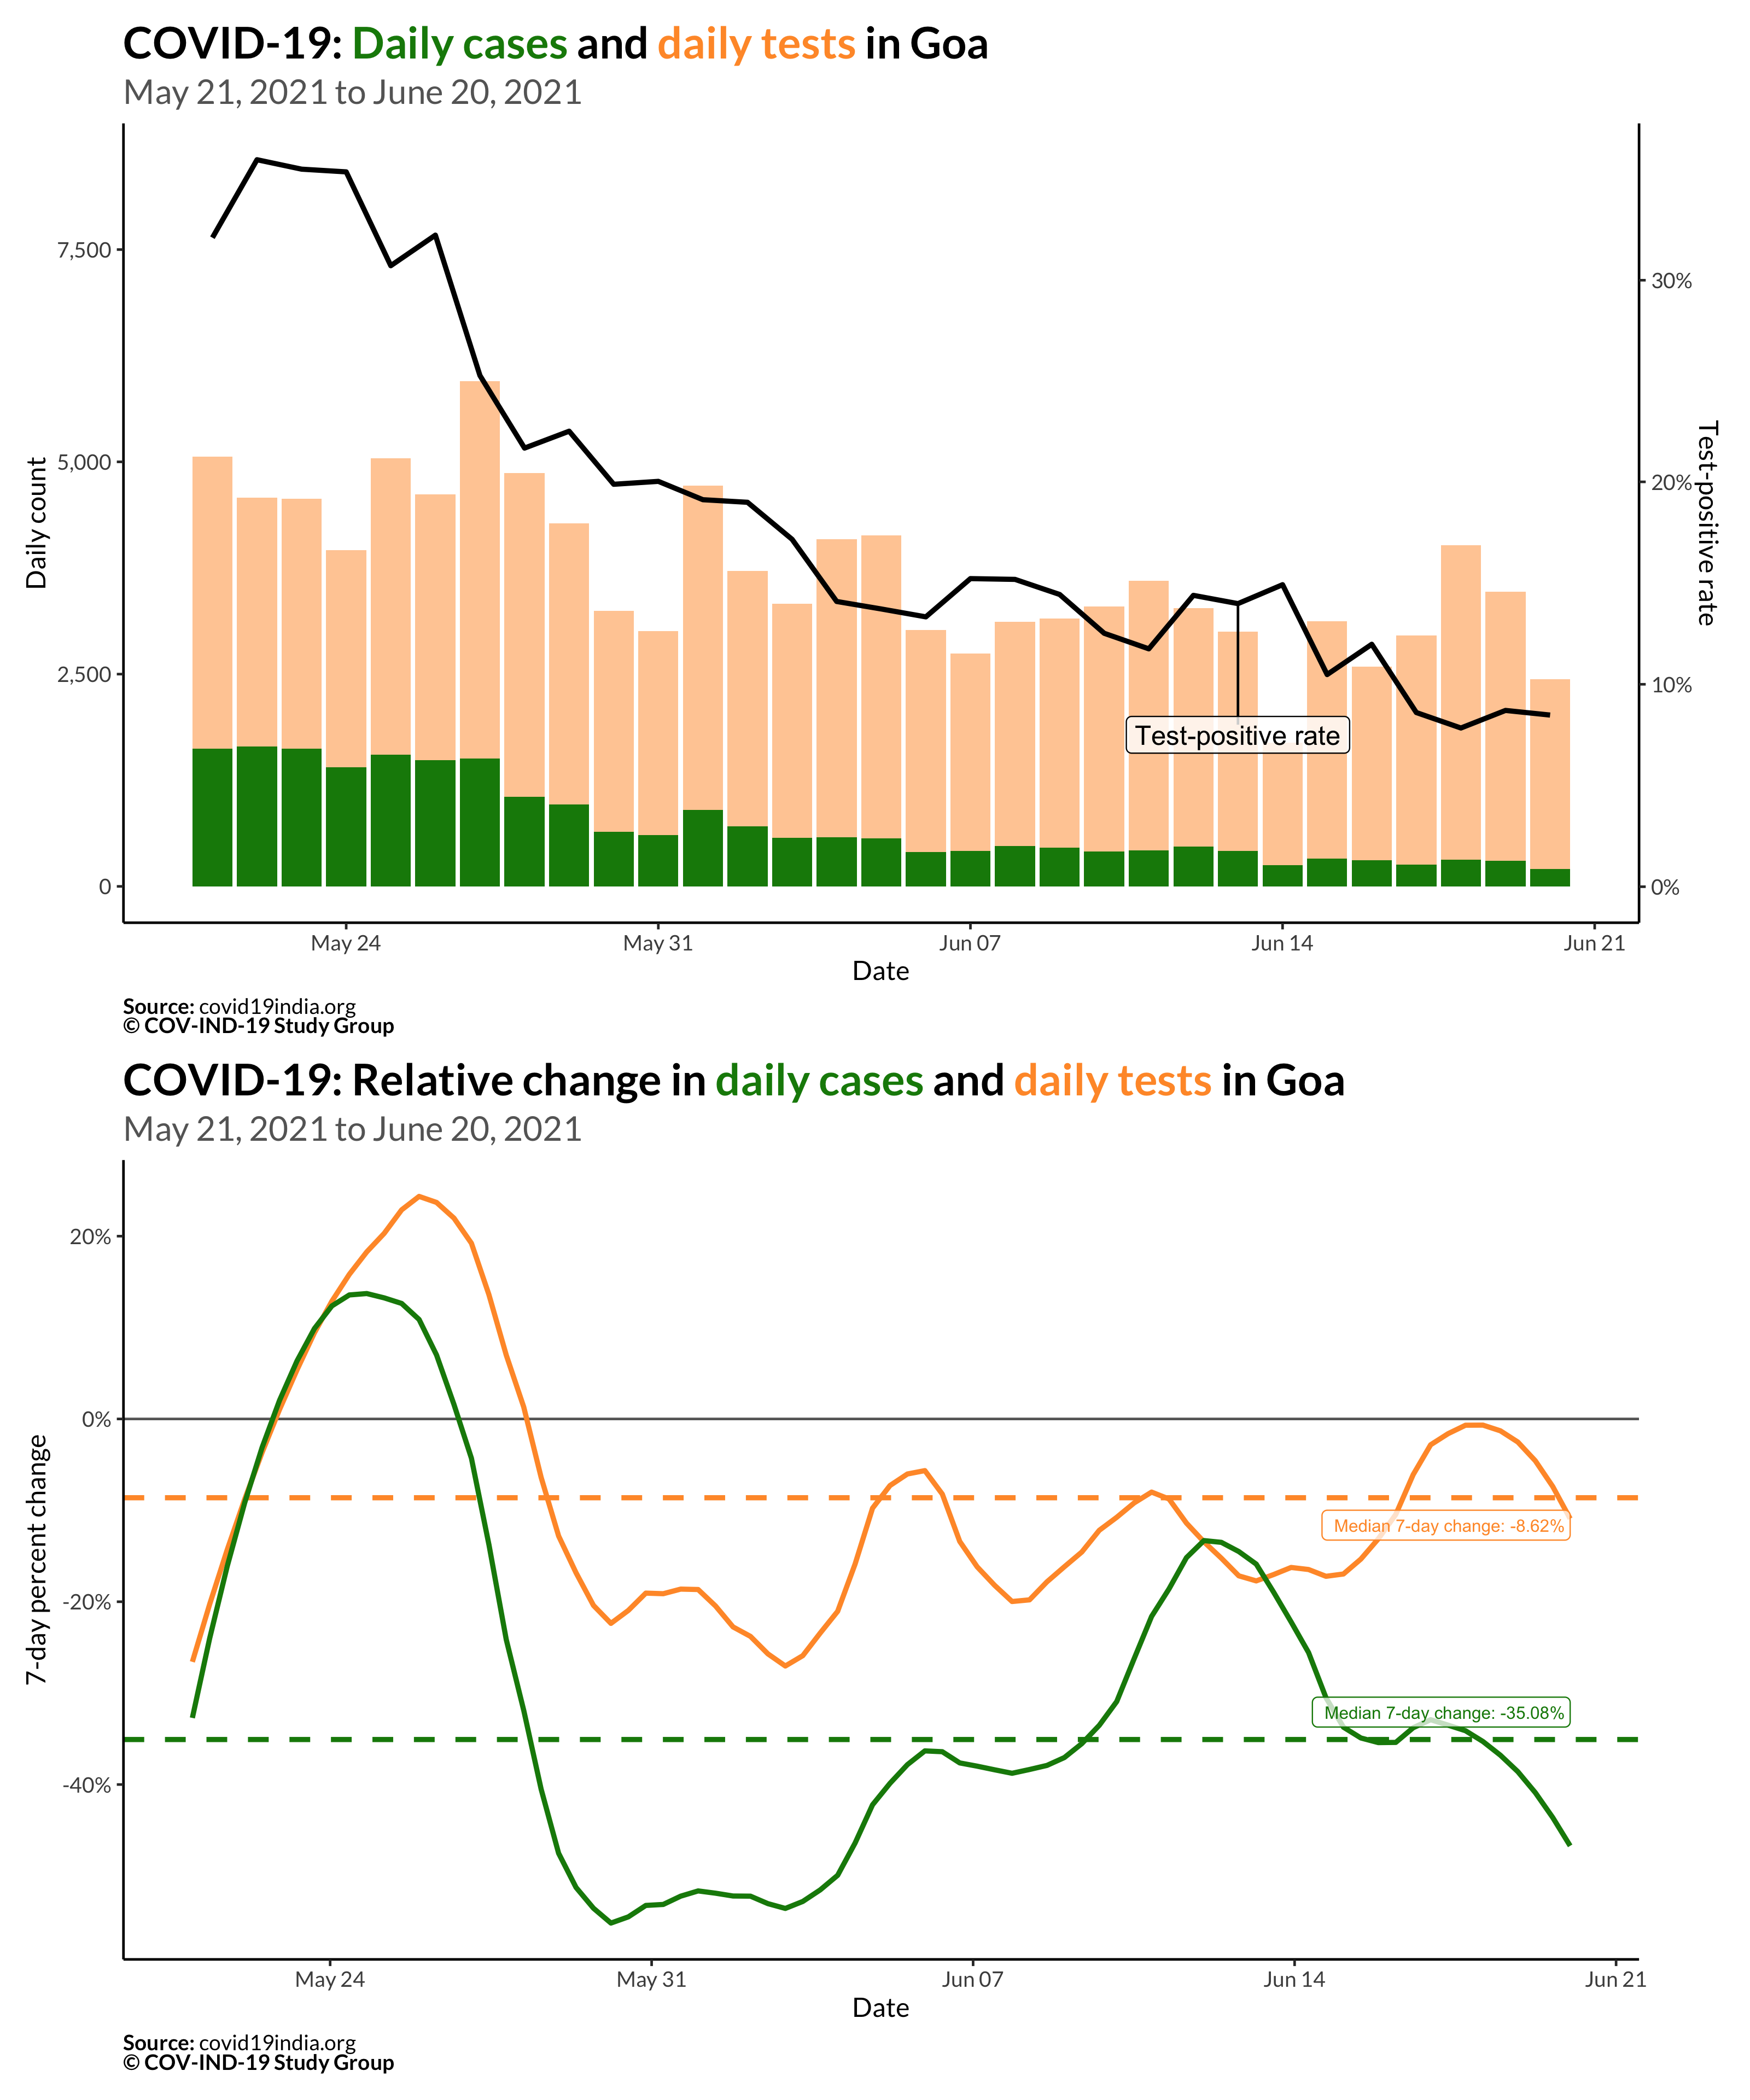 COVID-19: Daily cases and daily tests in Goa
May 21, 2021 to June 20, 2021
7,500
5,000
2,500
0
Daily count
30%
20%
10%
0%
Test-positive rate
Test-positive rate
May 24
May 31
Jun 07
Jun 14
Jun 21
Date
Source: covid19india.org
© COV-IND-19 Study Group
COVID-19: Relative change in daily cases and daily tests in Goa
May 21, 2021 to June 20, 2021
20%
0%
-20%
-40%
7-day percent change
Median 7-day change: -8.62%
Median 7-day change: -35.08%
May 24
May 31
Jun 07
Jun 14
Jun 21
Date
Source: covid19india.org
© COV-IND-19 Study Group